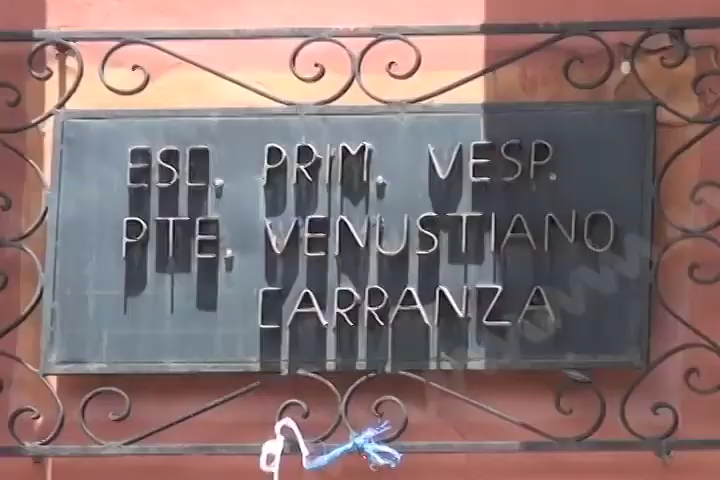 ESC. PRIM. VESP.
PTE. VENUSTIANO
CARRANZA